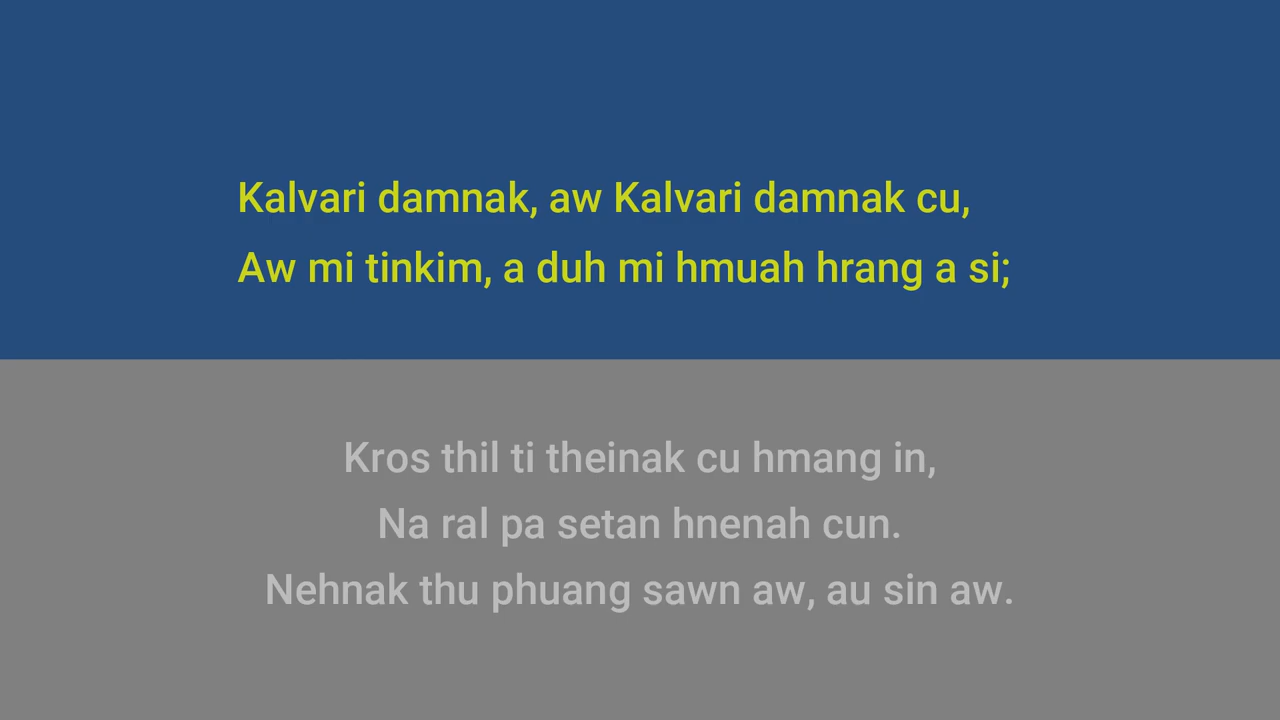 Kalvari damnak, aw Kalvari damnak cu,
Aw mi tinkim, a duh mi hmuah hrang a si;
Kros thil ti theinak cu hmang in,
Na ral pa setan hnenah cun.
Nehnak thu phuang sawn aw, au sin aw.